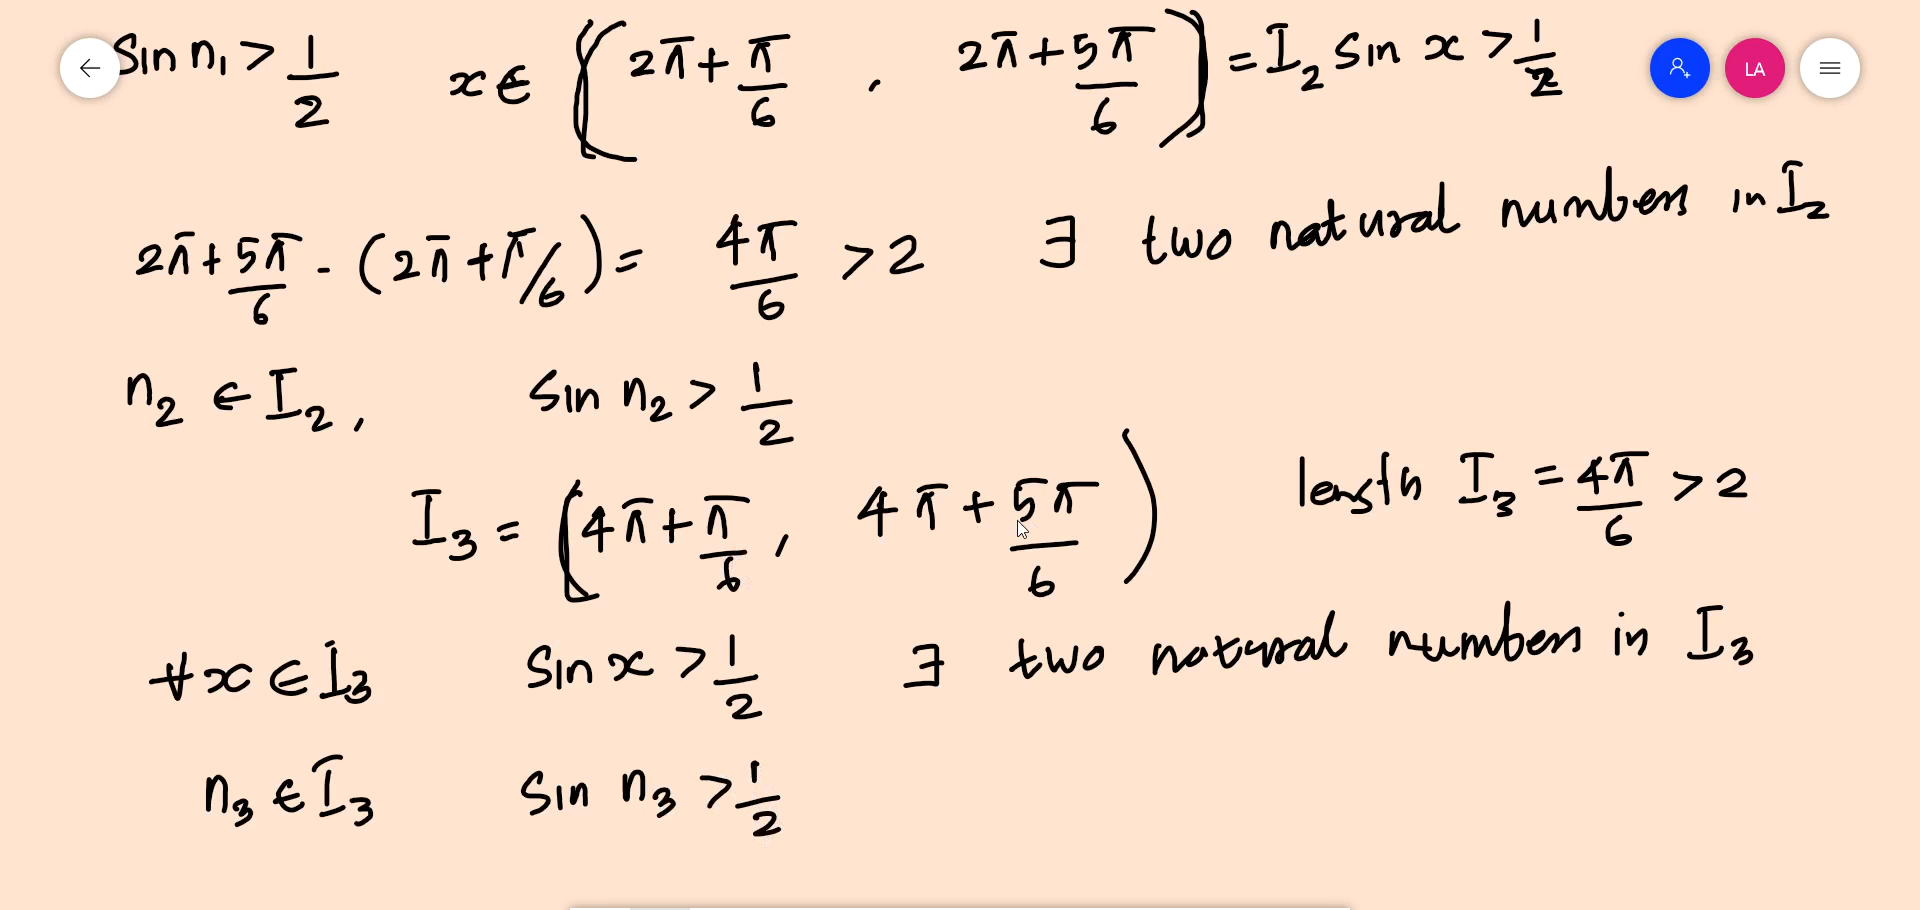 Sin n₁ > 1/2 x ∈ (2π + π/6 , 2π + 5π/6) = I₂ Sin x > 1/2
LA
2π + 5π/6 - (2π + π/6) = 4π/6 > 2 ∃ two natural numbers in I₂
n₂ ∈ I₂, Sin n₂ > 1/2
I₃ = (4π + π/6 , 4π + 5π/6) length I₃ = 4π/6 > 2
∀ x ∈ I₃ Sin x > 1/2 ∃ two natural numbers in I₃
n₃ ∈ I₃ Sin n₃ > 1/2